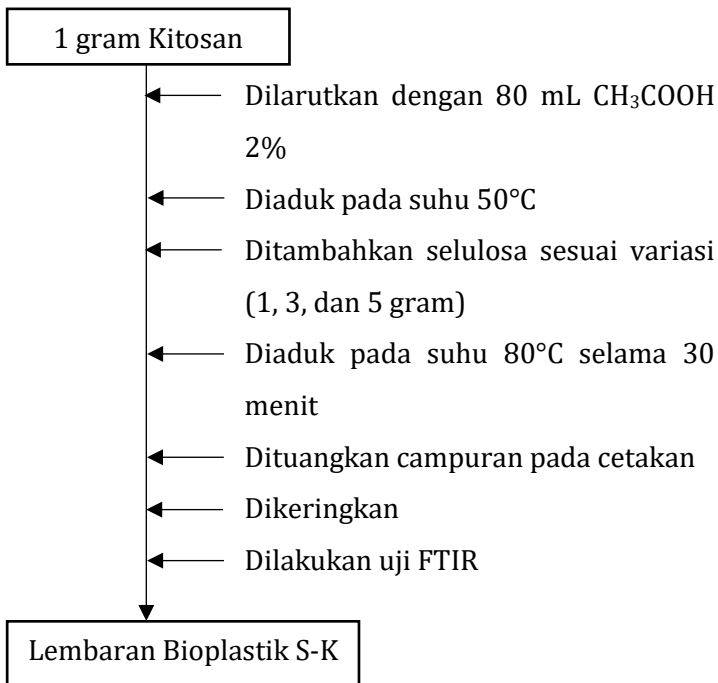 1 gram Kitosan
Dilarutkan dengan 80 mL CH₃COOH
2%
Diaduk pada suhu 50°C
Ditambahkan selulosa sesuai variasi
(1, 3, dan 5 gram)
Diaduk pada suhu 80°C selama 30
menit
Dituangkan campuran pada cetakan
Dikeringkan
Dilakukan uji FTIR
Lembaran Bioplastik S-K